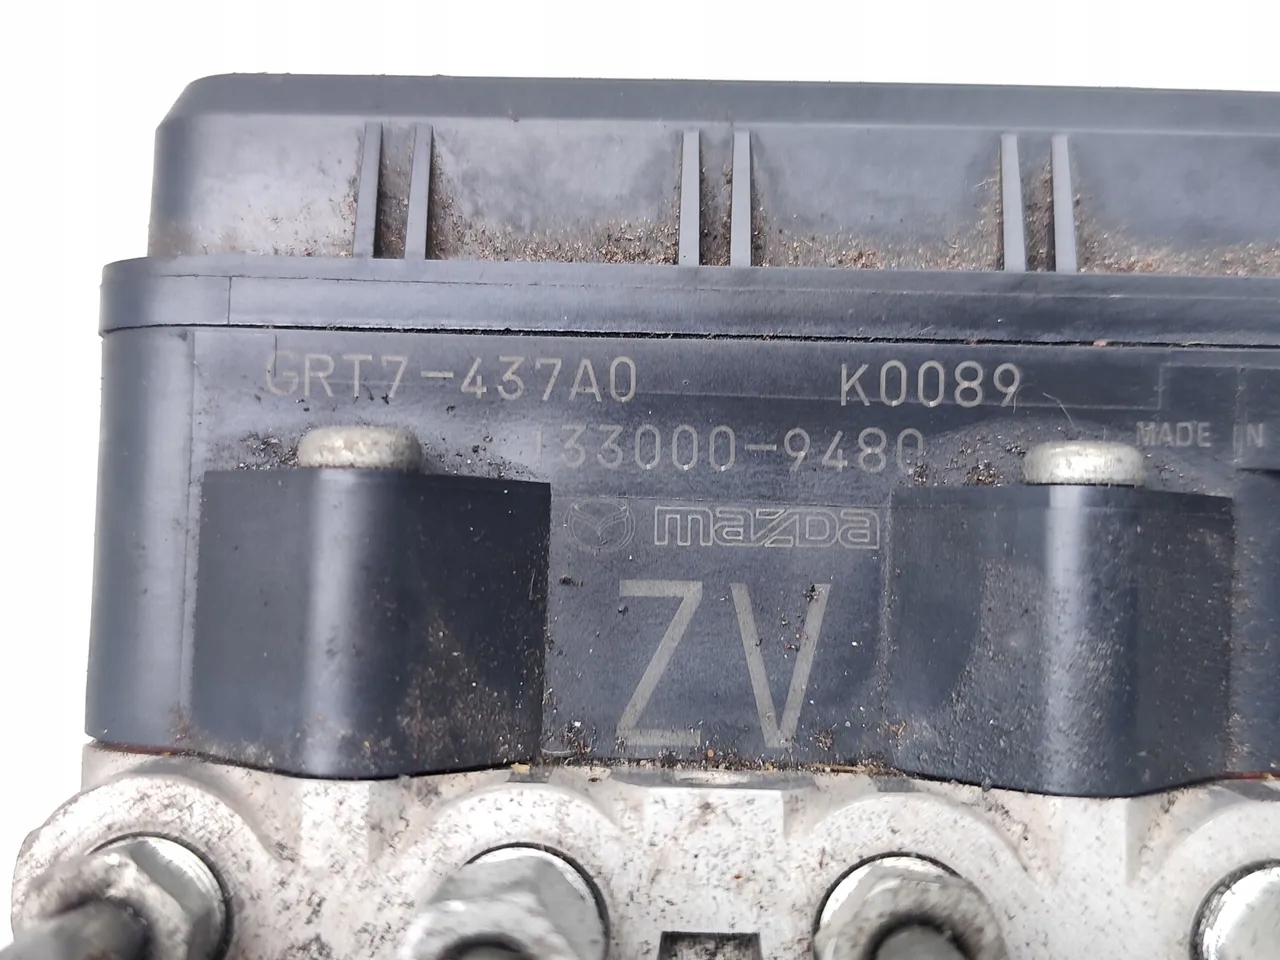 GRT7-437A0 K0089
133000-9480 MADE IN
mazda
ZV